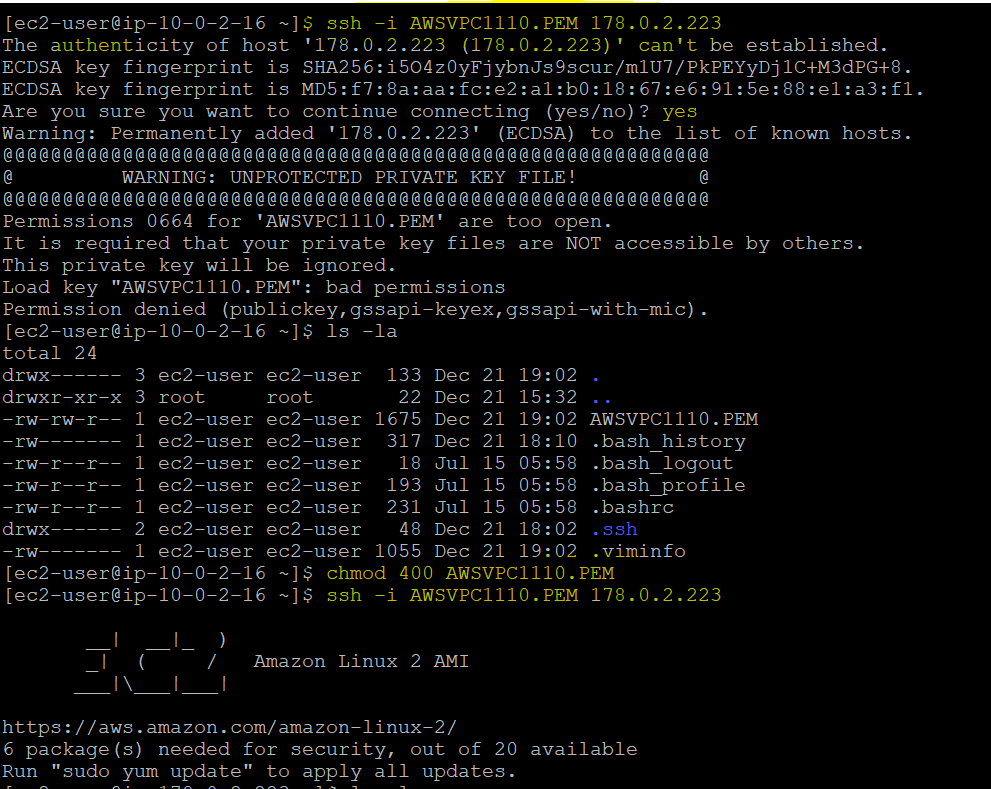 [ec2-user@ip-10-0-2-16 ~]$ ssh -i AWSVPC1110.PEM 178.0.2.223
The authenticity of host '178.0.2.223 (178.0.2.223)' can't be established.
ECDSA key fingerprint is SHA256:i5O4z0yFjybnJs9scur/m1U7/PkPEYyDj1C+M3dPG+8.
ECDSA key fingerprint is MD5:f7:8a:aa:fc:e2:a1:b0:18:67:e6:91:5e:88:e1:a3:f1.
Are you sure you want to continue connecting (yes/no)? yes
Warning: Permanently added '178.0.2.223' (ECDSA) to the list of known hosts.
@@@@@@@@@@@@@@@@@@@@@@@@@@@@@@@@@@@@@@@@@@@@@@@@@@@@@@@@@@@
@         WARNING: UNPROTECTED PRIVATE KEY FILE!          @
@@@@@@@@@@@@@@@@@@@@@@@@@@@@@@@@@@@@@@@@@@@@@@@@@@@@@@@@@@@
Permissions 0664 for 'AWSVPC1110.PEM' are too open.
It is required that your private key files are NOT accessible by others.
This private key will be ignored.
Load key "AWSVPC1110.PEM": bad permissions
Permission denied (publickey,gssapi-keyex,gssapi-with-mic).
[ec2-user@ip-10-0-2-16 ~]$ ls -la
total 24
drwx------ 3 ec2-user ec2-user  133 Dec 21 19:02 .
drwxr-xr-x 3 root     root       22 Dec 21 15:32 ..
-rw-rw-r-- 1 ec2-user ec2-user 1675 Dec 21 19:02 AWSVPC1110.PEM
-rw------- 1 ec2-user ec2-user  317 Dec 21 18:10 .bash_history
-rw-r--r-- 1 ec2-user ec2-user   18 Jul 15 05:58 .bash_logout
-rw-r--r-- 1 ec2-user ec2-user  193 Jul 15 05:58 .bash_profile
-rw-r--r-- 1 ec2-user ec2-user  231 Jul 15 05:58 .bashrc
drwx------ 2 ec2-user ec2-user   48 Dec 21 18:02 .ssh
-rw------- 1 ec2-user ec2-user 1055 Dec 21 19:02 .viminfo
[ec2-user@ip-10-0-2-16 ~]$ chmod 400 AWSVPC1110.PEM
[ec2-user@ip-10-0-2-16 ~]$ ssh -i AWSVPC1110.PEM 178.0.2.223
       __|  __|_  )
       _|  (     /   Amazon Linux 2 AMI
      ___|\___|___|
https://aws.amazon.com/amazon-linux-2/
6 package(s) needed for security, out of 20 available
Run "sudo yum update" to apply all updates.